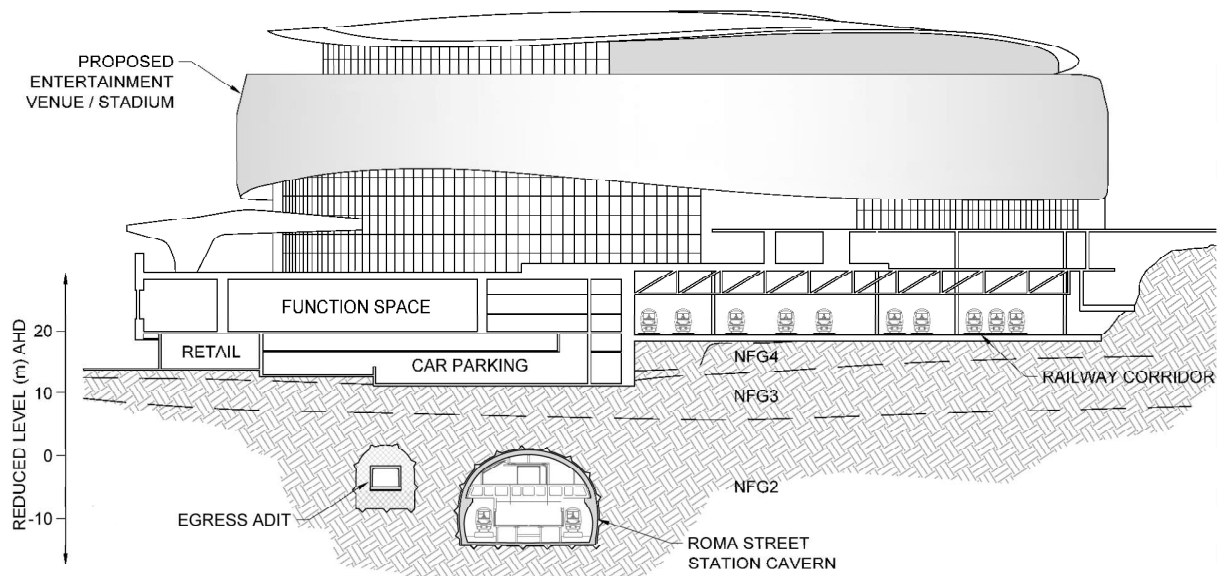 PROPOSED
ENTERTAINMENT
VENUE / STADIUM
FUNCTION SPACE
RETAIL
CAR PARKING
NFG4
RAILWAY CORRIDOR
NFG3
NFG2
EGRESS ADIT
ROMA STREET
STATION CAVERN
REDUCED LEVEL (m) AHD
20
10
0
-10